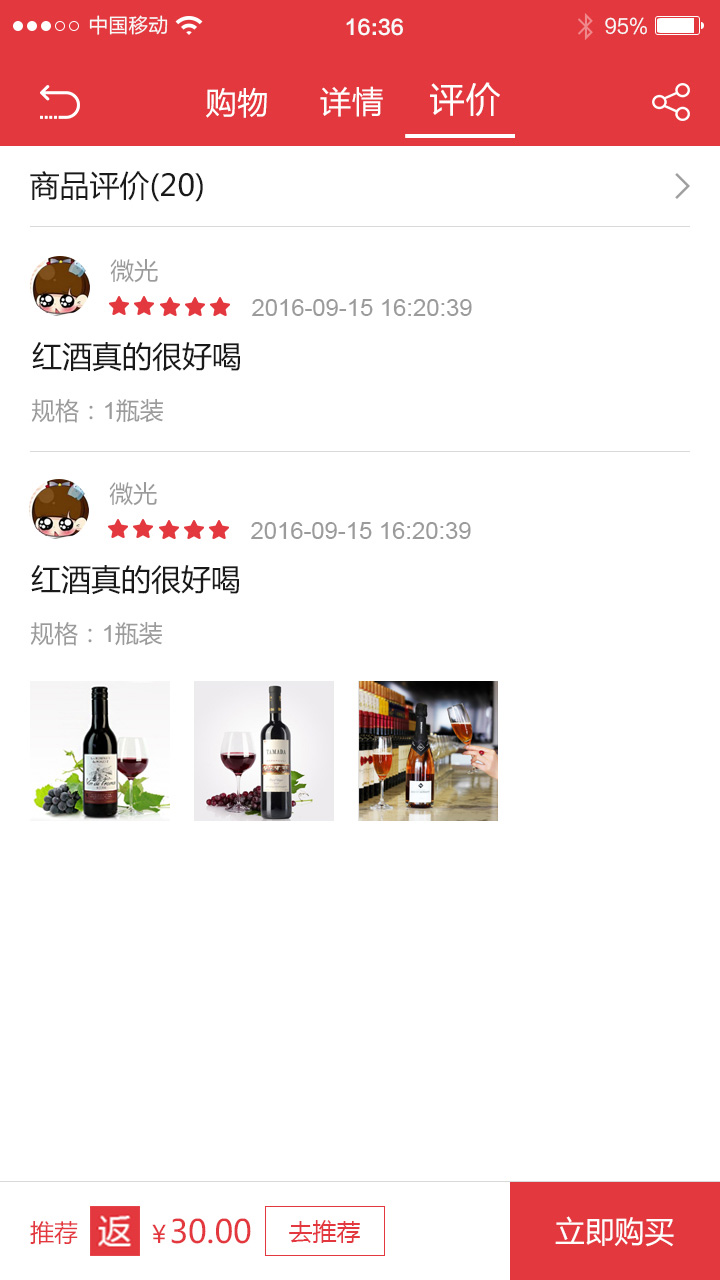 中国移动 16:36 95%
购物 详情 评价
商品评价(20)
微光
2016-09-15 16:20:39
红酒真的很好喝
规格：1瓶装
微光
2016-09-15 16:20:39
红酒真的很好喝
规格：1瓶装
TAMADA
推荐 返 ¥30.00 去推荐 立即购买